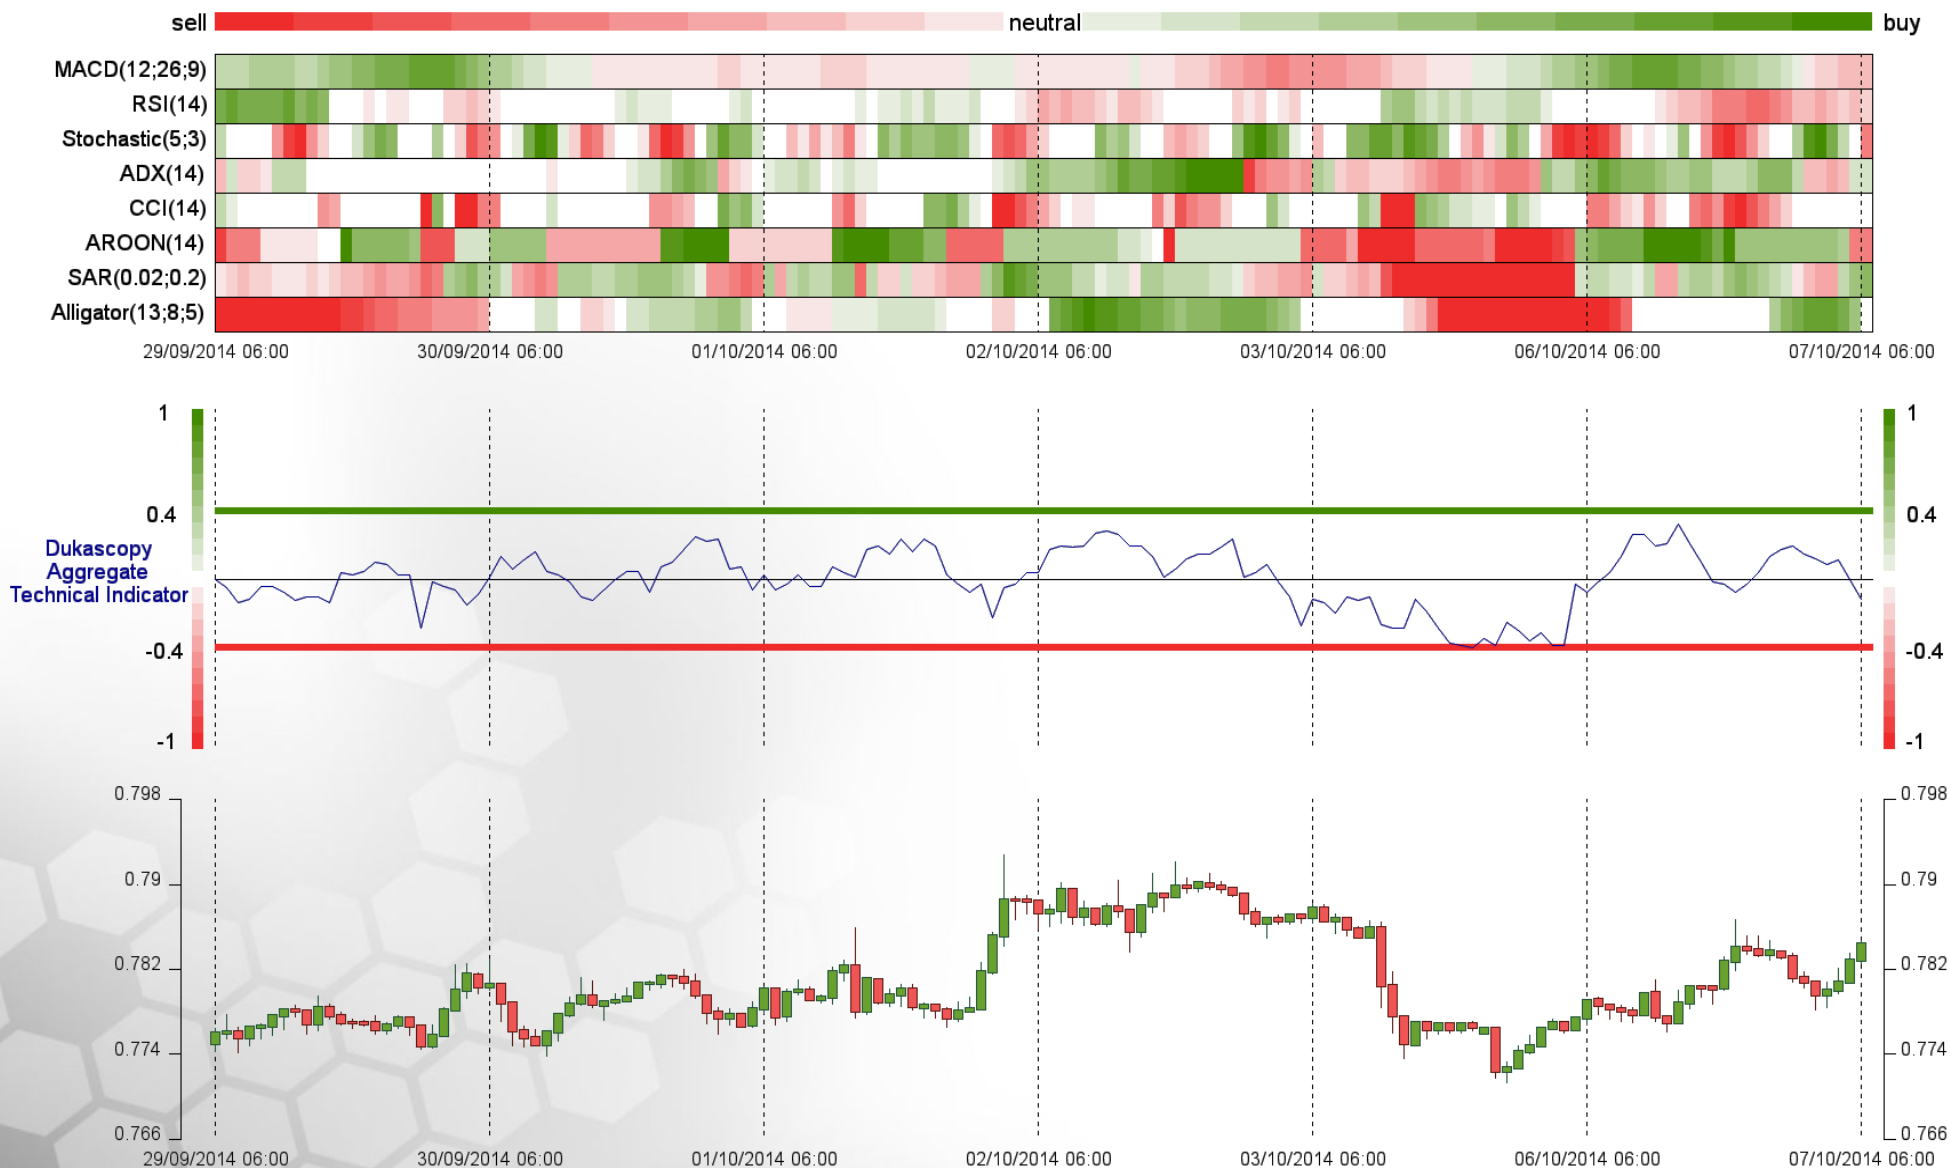 sell neutral buy
MACD(12;26;9)
RSI(14)
Stochastic(5;3)
ADX(14)
CCI(14)
AROON(14)
SAR(0.02;0.2)
Alligator(13;8;5)
29/09/2014 06:00 30/09/2014 06:00 01/10/2014 06:00 02/10/2014 06:00 03/10/2014 06:00 06/10/2014 06:00 07/10/2014 06:00
1 1
0.4 0.4
Dukascopy
Aggregate
Technical Indicator
-0.4 -0.4
-1 -1
0.798 0.798
0.79 0.79
0.782 0.782
0.774 0.774
0.766 0.766
29/09/2014 06:00 30/09/2014 06:00 01/10/2014 06:00 02/10/2014 06:00 03/10/2014 06:00 06/10/2014 06:00 07/10/2014 06:00